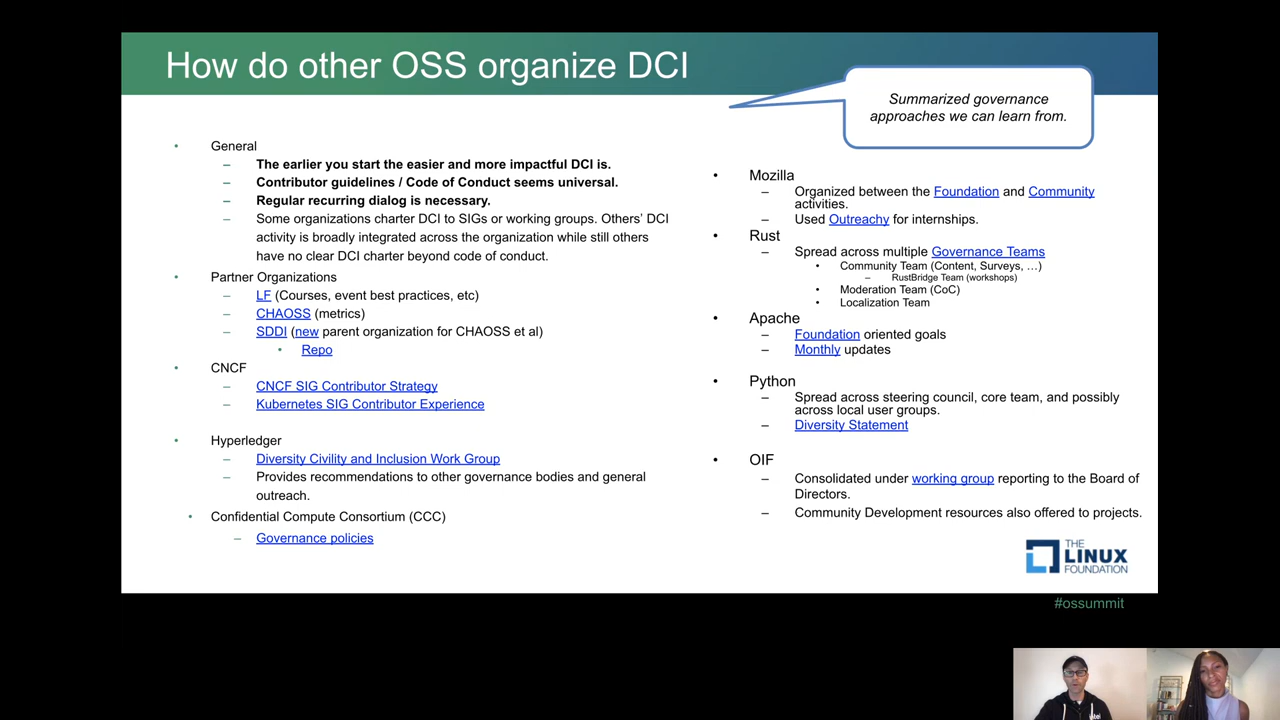 How do other OSS organize DCI
Summarized governance
approaches we can learn from.
• General
– The earlier you start the easier and more impactful DCI is.
– Contributor guidelines / Code of Conduct seems universal.
– Regular recurring dialog is necessary.
– Some organizations charter DCI to SIGs or working groups. Others’ DCI
activity is broadly integrated across the organization while still others
have no clear DCI charter beyond code of conduct.
• Partner Organizations
– LF (Courses, event best practices, etc)
– CHAOSS (metrics)
– SDDI (new parent organization for CHAOSS et al)
• Repo
• CNCF
– CNCF SIG Contributor Strategy
– Kubernetes SIG Contributor Experience
• Hyperledger
– Diversity Civility and Inclusion Work Group
– Provides recommendations to other governance bodies and general
outreach.
• Confidential Compute Consortium (CCC)
– Governance policies
• Mozilla
– Organized between the Foundation and Community
activities.
– Used Outreachy for internships.
• Rust
– Spread across multiple Governance Teams
• Community Team (Content, Surveys, …)
– RustBridge Team (workshops)
• Moderation Team (CoC)
• Localization Team
• Apache
– Foundation oriented goals
– Monthly updates
• Python
– Spread across steering council, core team, and possibly
across local user groups.
– Diversity Statement
• OIF
– Consolidated under working group reporting to the Board of
Directors.
– Community Development resources also offered to projects.
THE
LINUX
FOUNDATION
#ossummit
intel